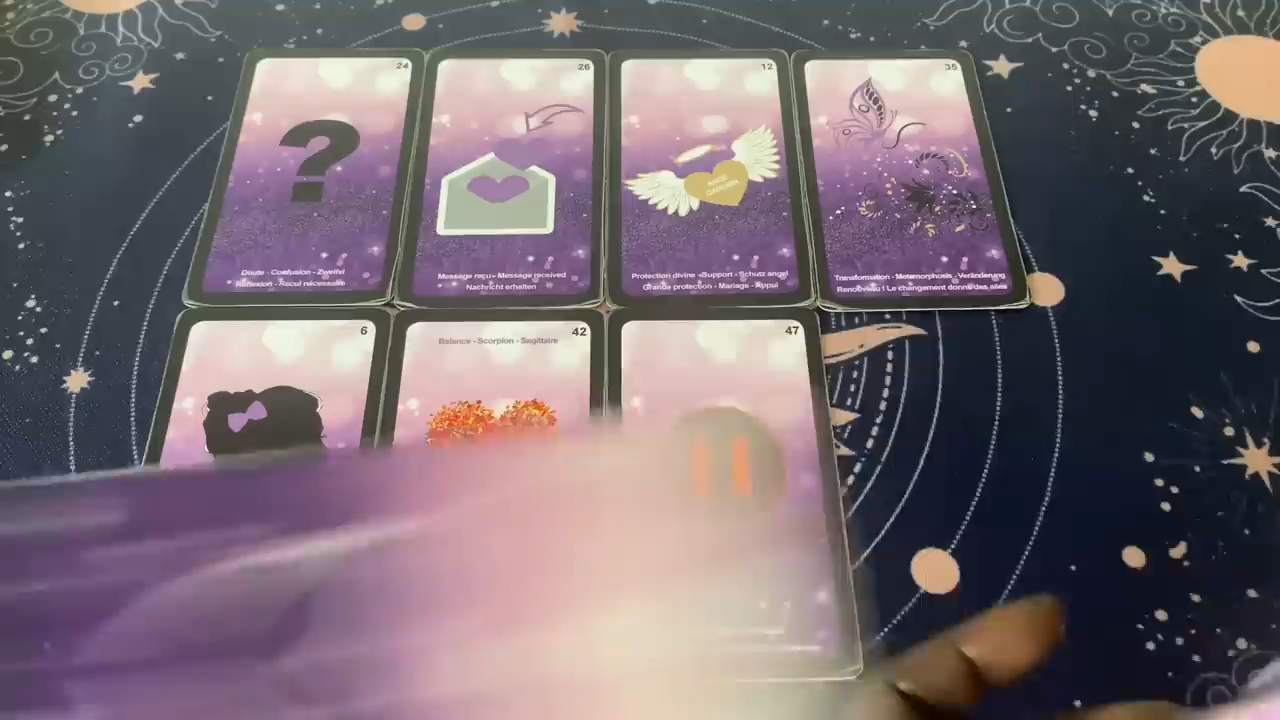 24
Doute - Confusion - Zweifel
Réflexion - Recul nécessaire
26
Message reçu - Message received
Nachricht erhalten
12
ANGE
GARDIEN
Protection divine - Support - Schutz angel
Grande protection - Mariage - Appui
35
Transformation - Metamorphosis - Veränderung
Renouveau ! Le changement donne des ailes
6
42
Balance - Scorpion - Sagittaire
47